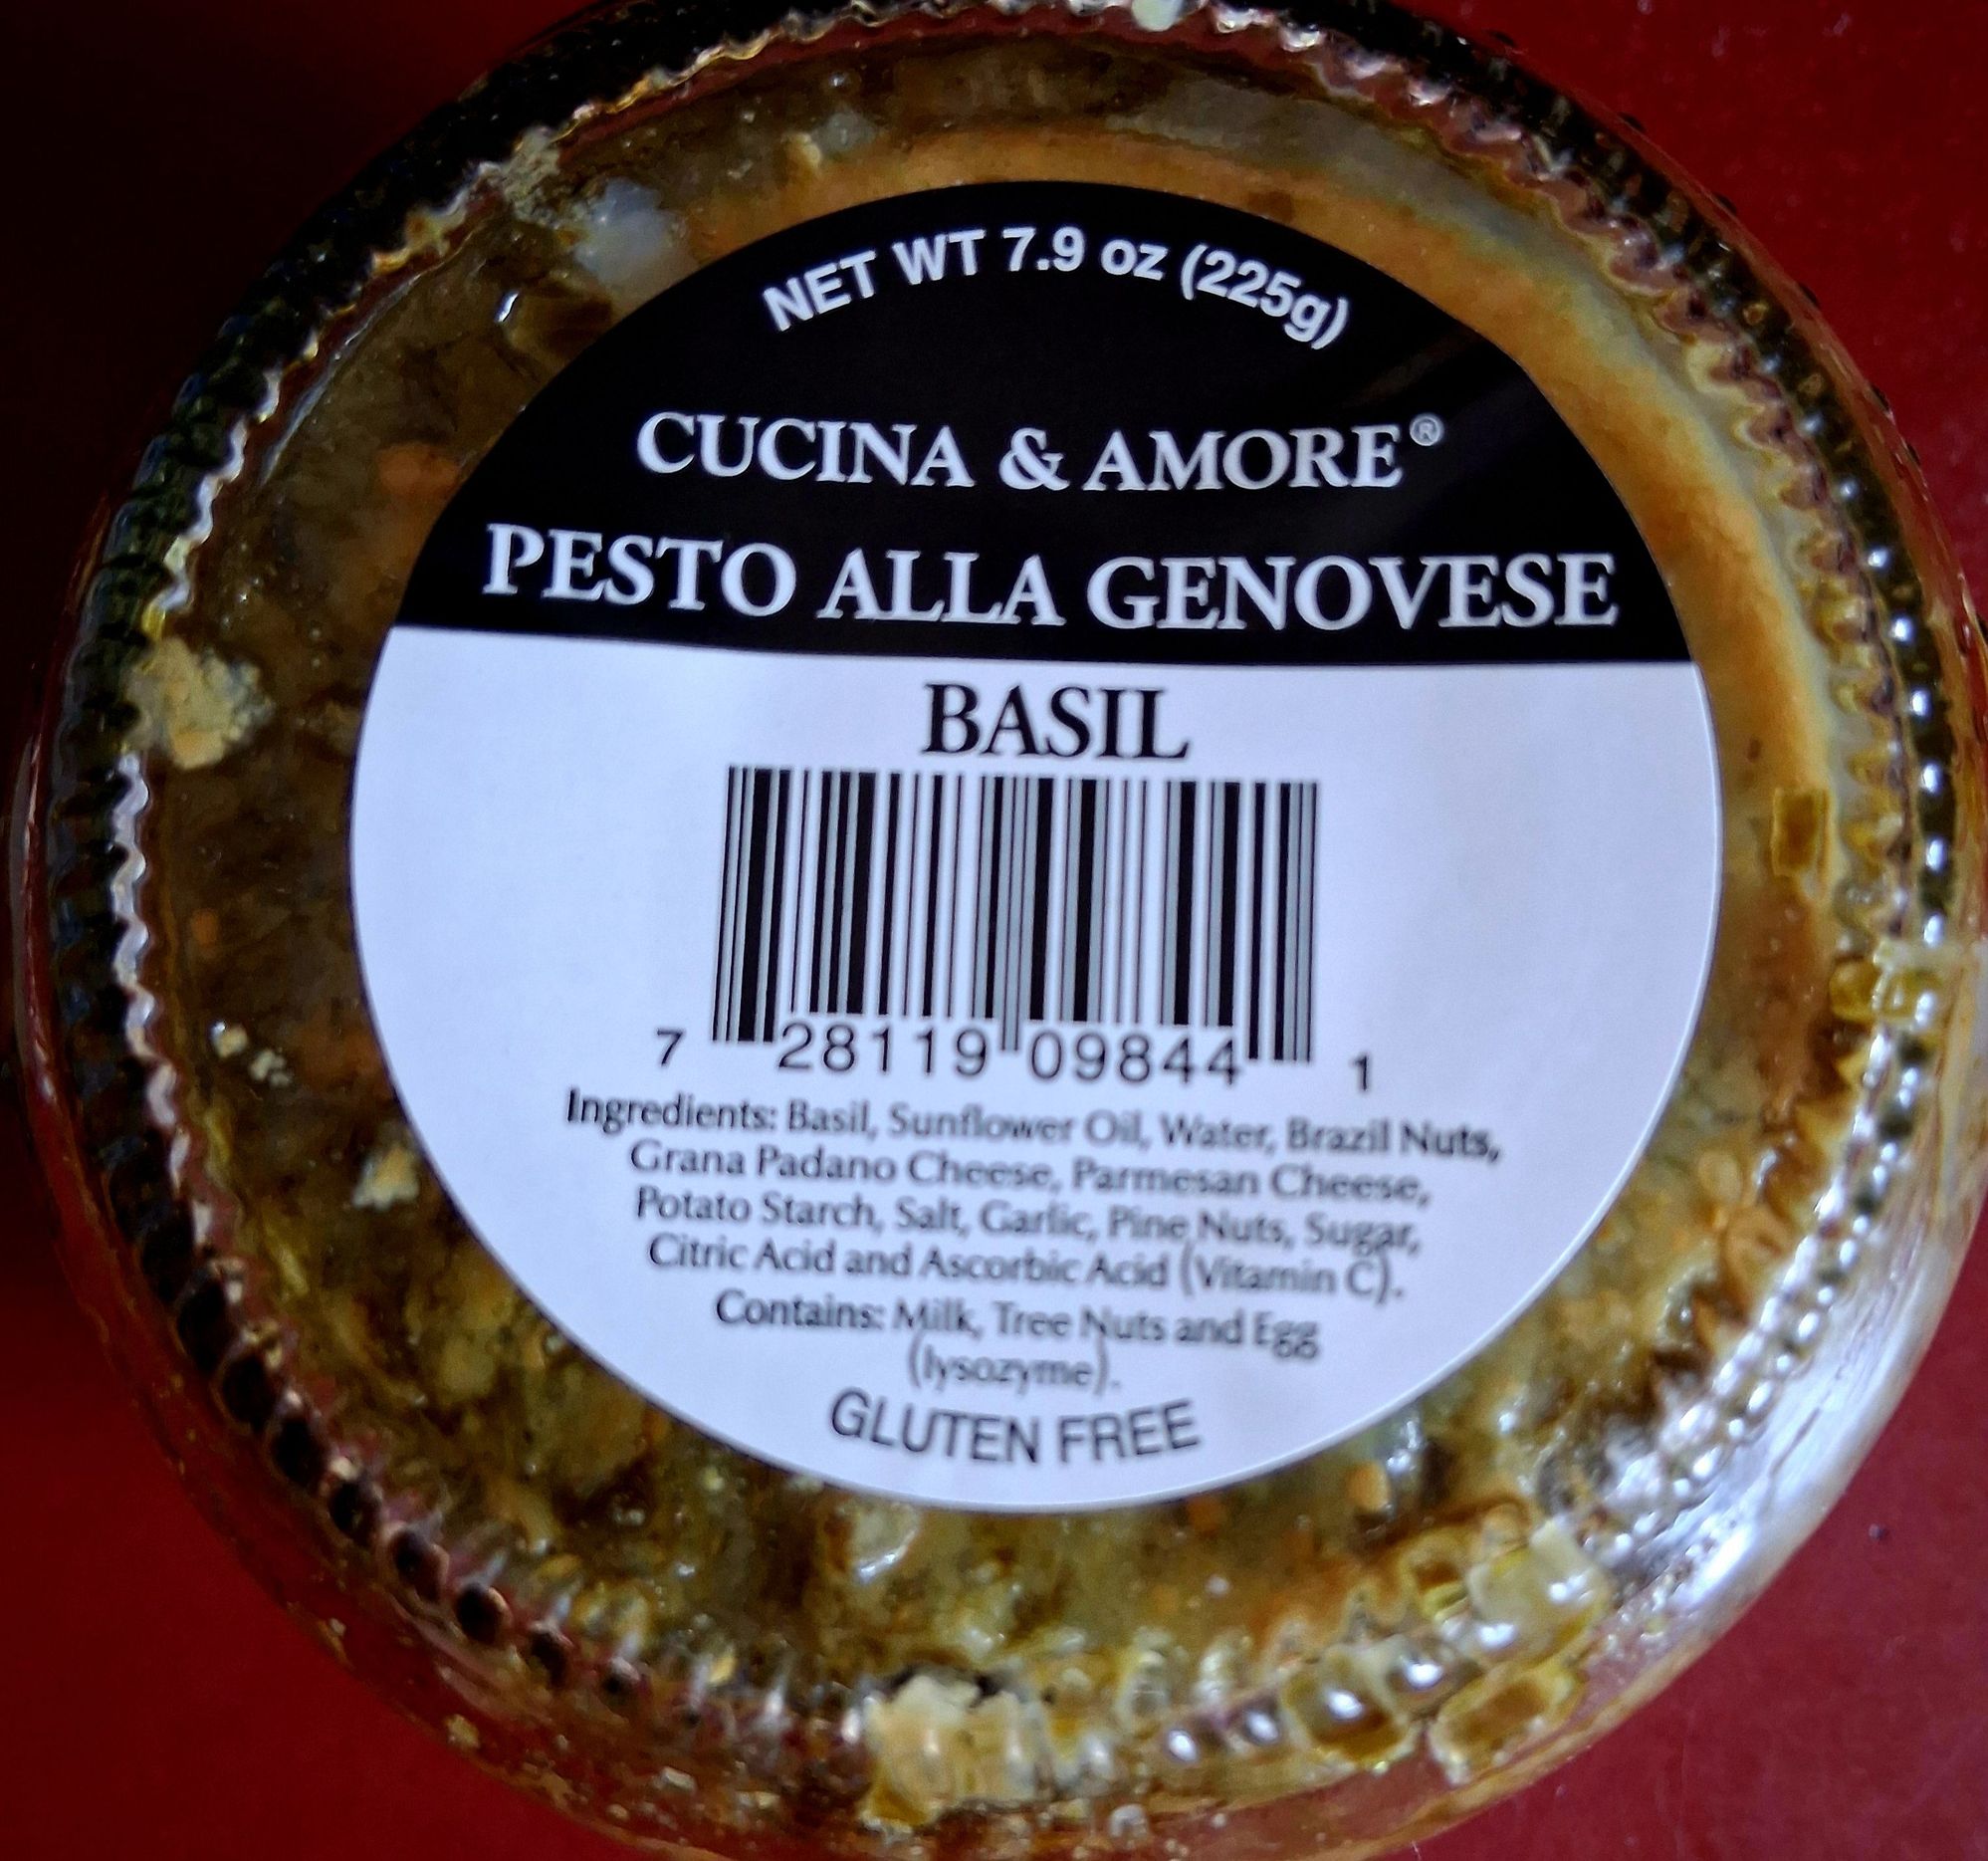 NET WT 7.9 oz (225g)
CUCINA & AMORE®
PESTO ALLA GENOVESE
BASIL
7 28119 09844 1
Ingredients: Basil, Sunflower Oil, Water, Brazil Nuts,
Grana Padano Cheese, Parmesan Cheese,
Potato Starch, Salt, Garlic, Pine Nuts, Sugar,
Citric Acid and Ascorbic Acid (Vitamin C).
Contains: Milk, Tree Nuts and Egg
(lysozyme).
GLUTEN FREE